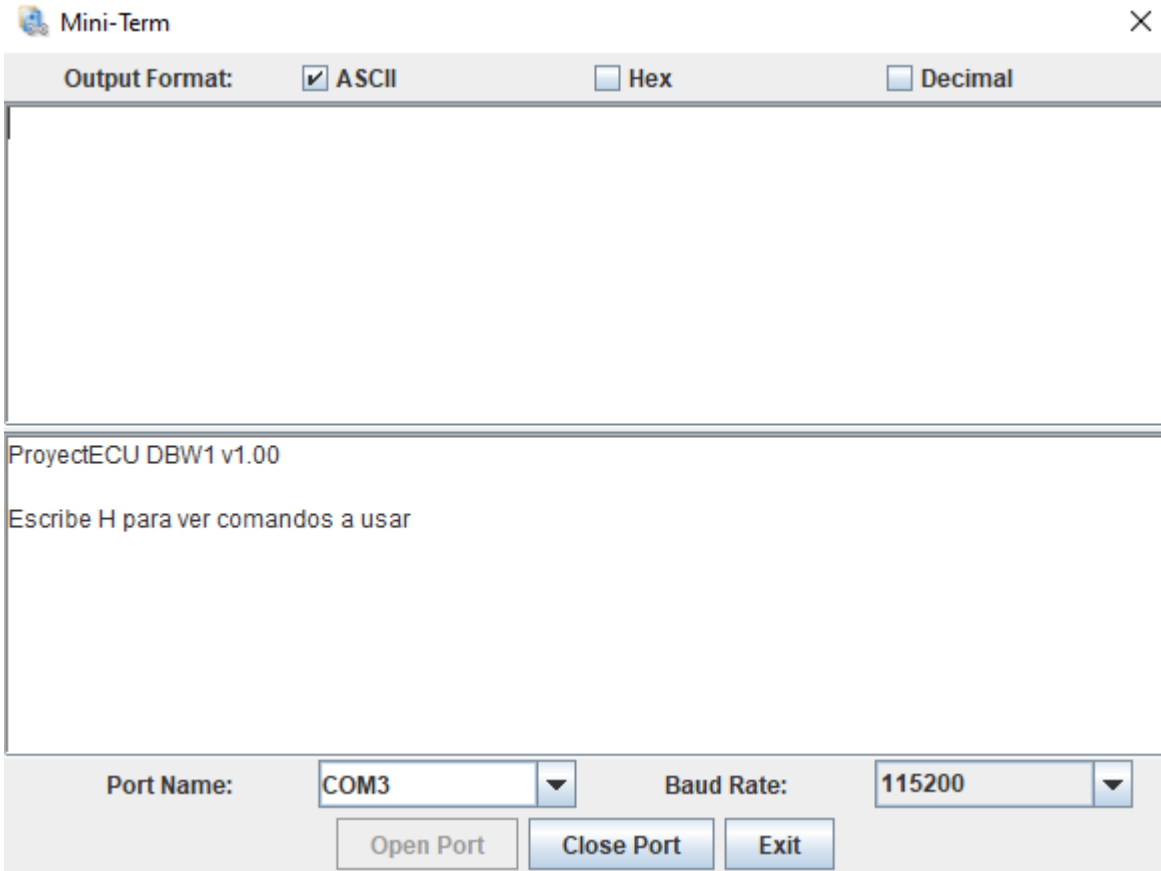 Mini-Term
Output Format: ASCII Hex Decimal
ProyectECU DBW1 v1.00
Escribe H para ver comandos a usar
Port Name: COM3 Baud Rate: 115200
Open Port Close Port Exit